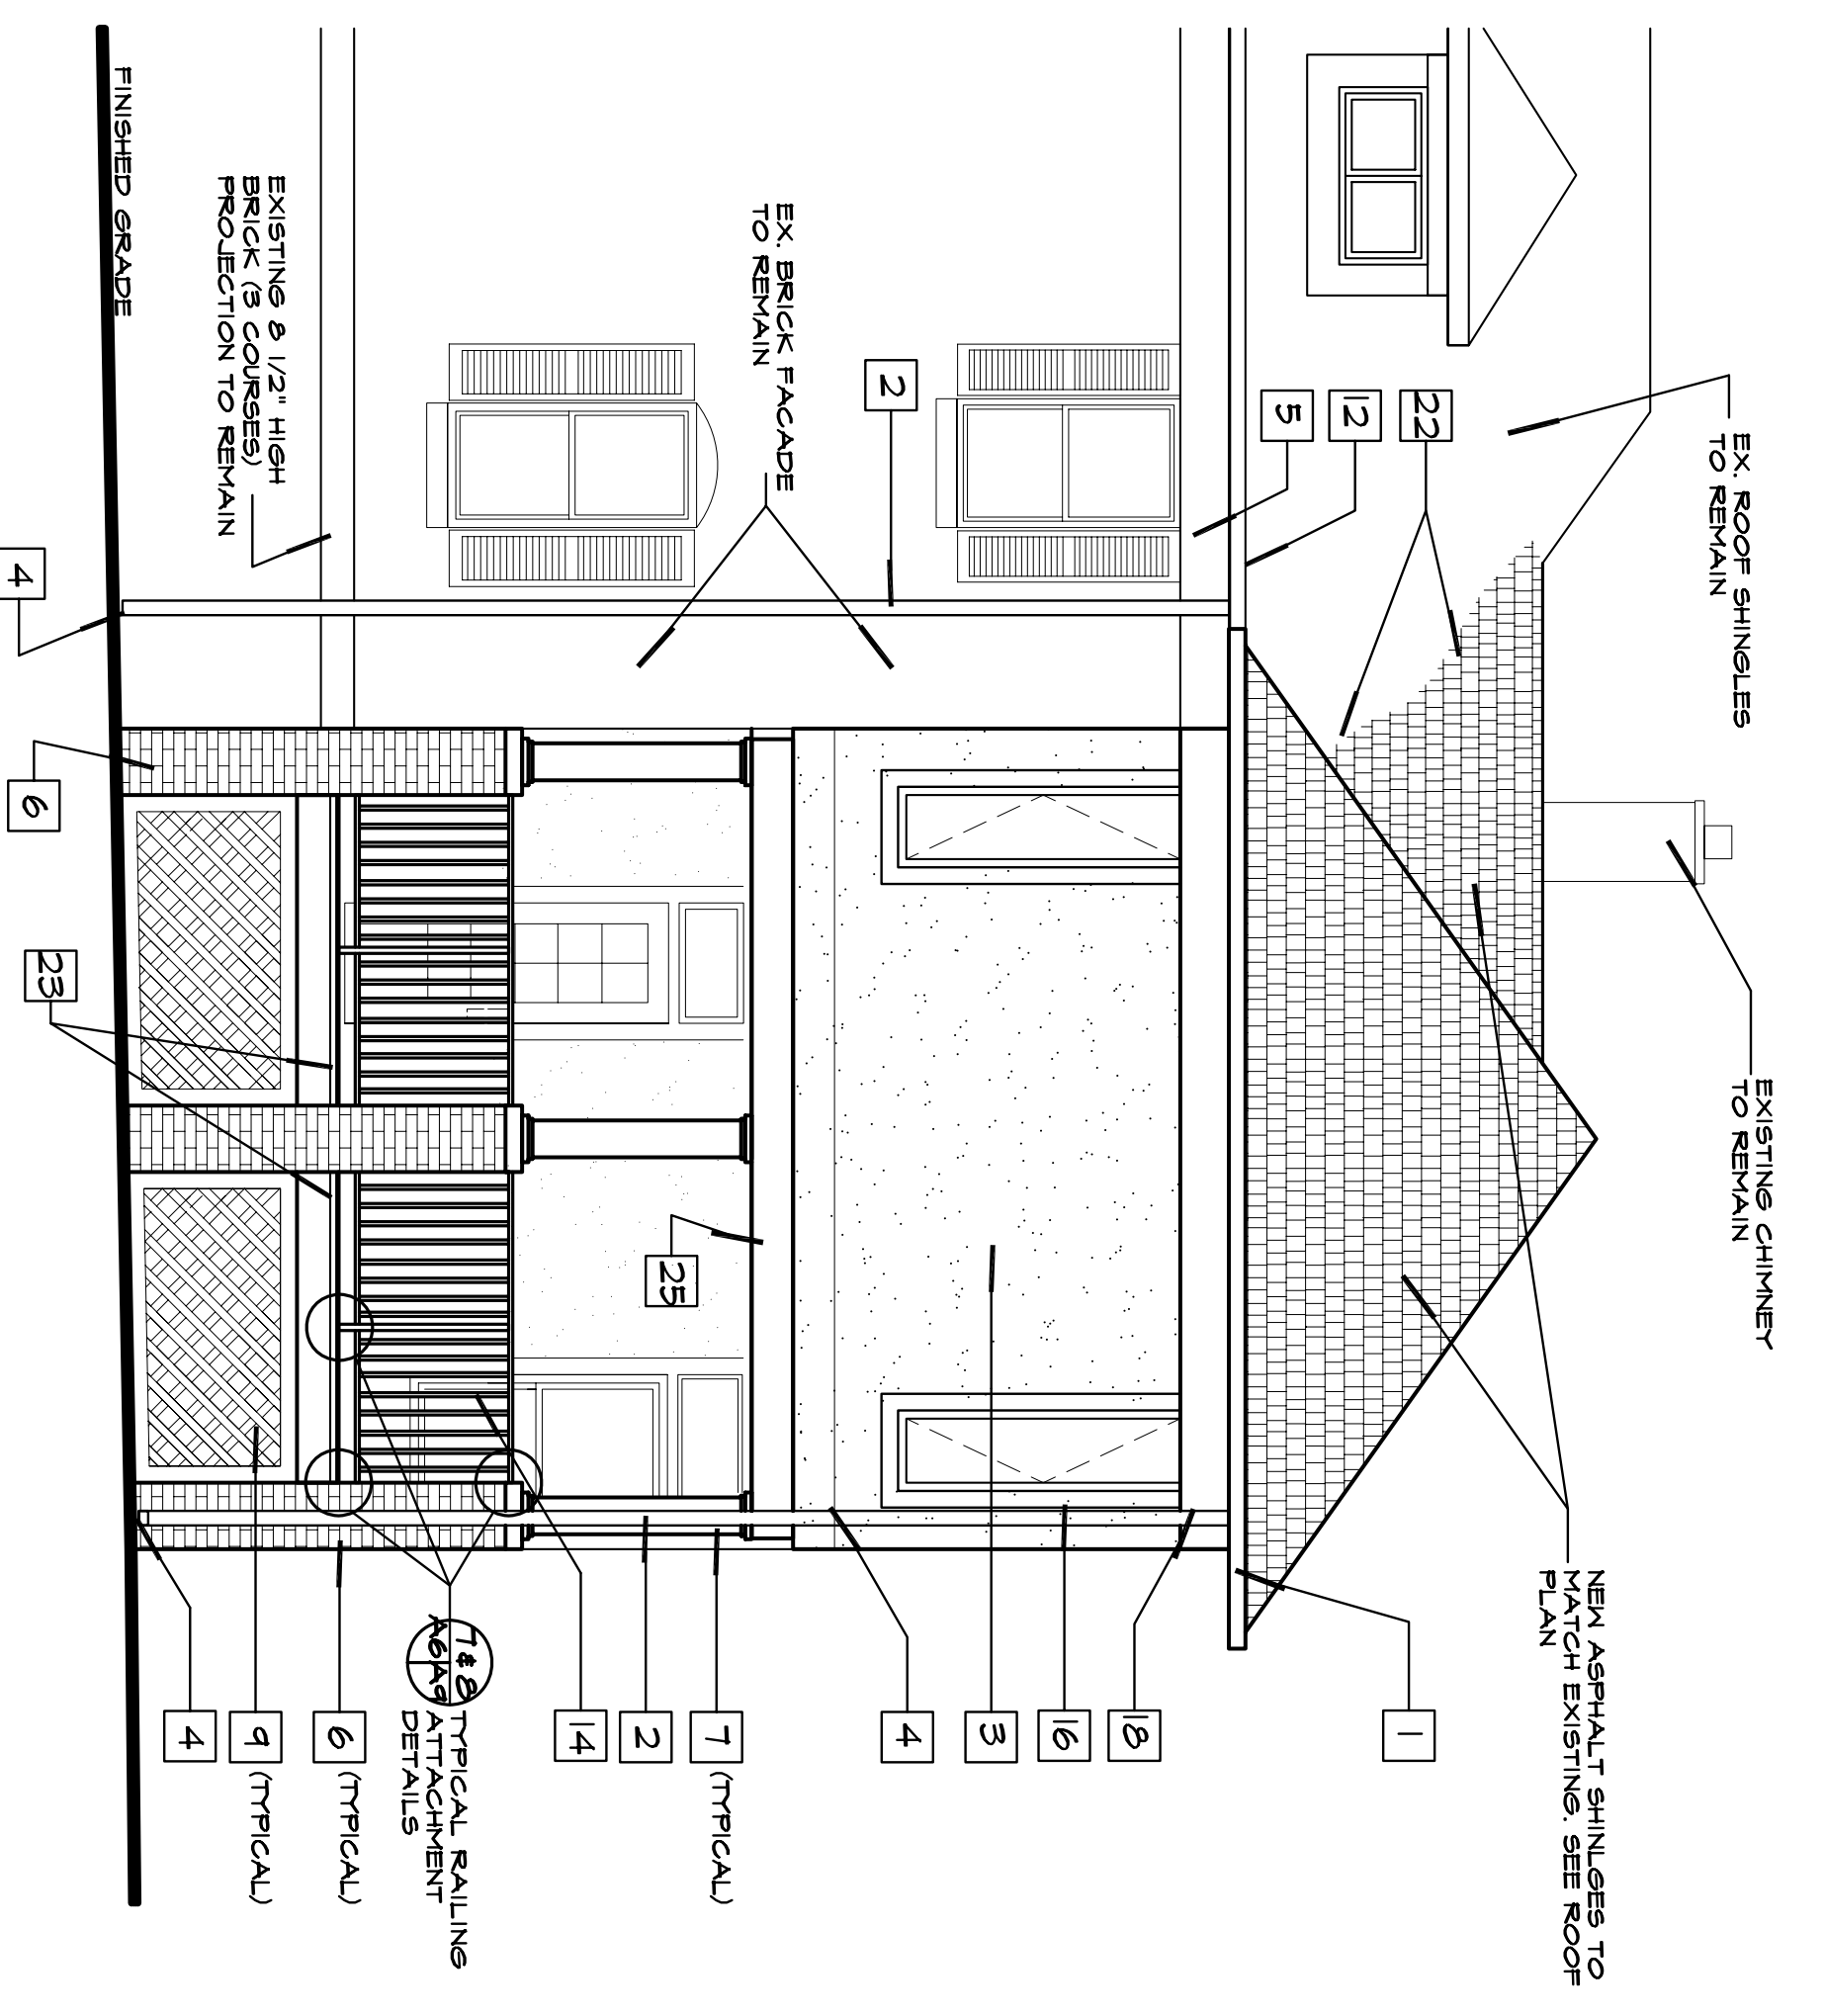 EX. ROOF SHINGLES
TO REMAIN
EXISTING CHIMNEY
TO REMAIN
NEW ASPHALT SHINLGES TO
MATCH EXISTING. SEE ROOF
PLAN
22
12
5
2
EX. BRICK FACADE
TO REMAIN
EXISTING 8 1/2" HIGH
BRICK (3 COURSES)
PROJECTION TO REMAIN
FINISHED GRADE
4
6
23
25
1
18
16
3
4
7 (TYPICAL)
2
14
7 & 8
A6A9
TYPICAL RAILING
ATTACHMENT
DETAILS
6 (TYPICAL)
9 (TYPICAL)
4